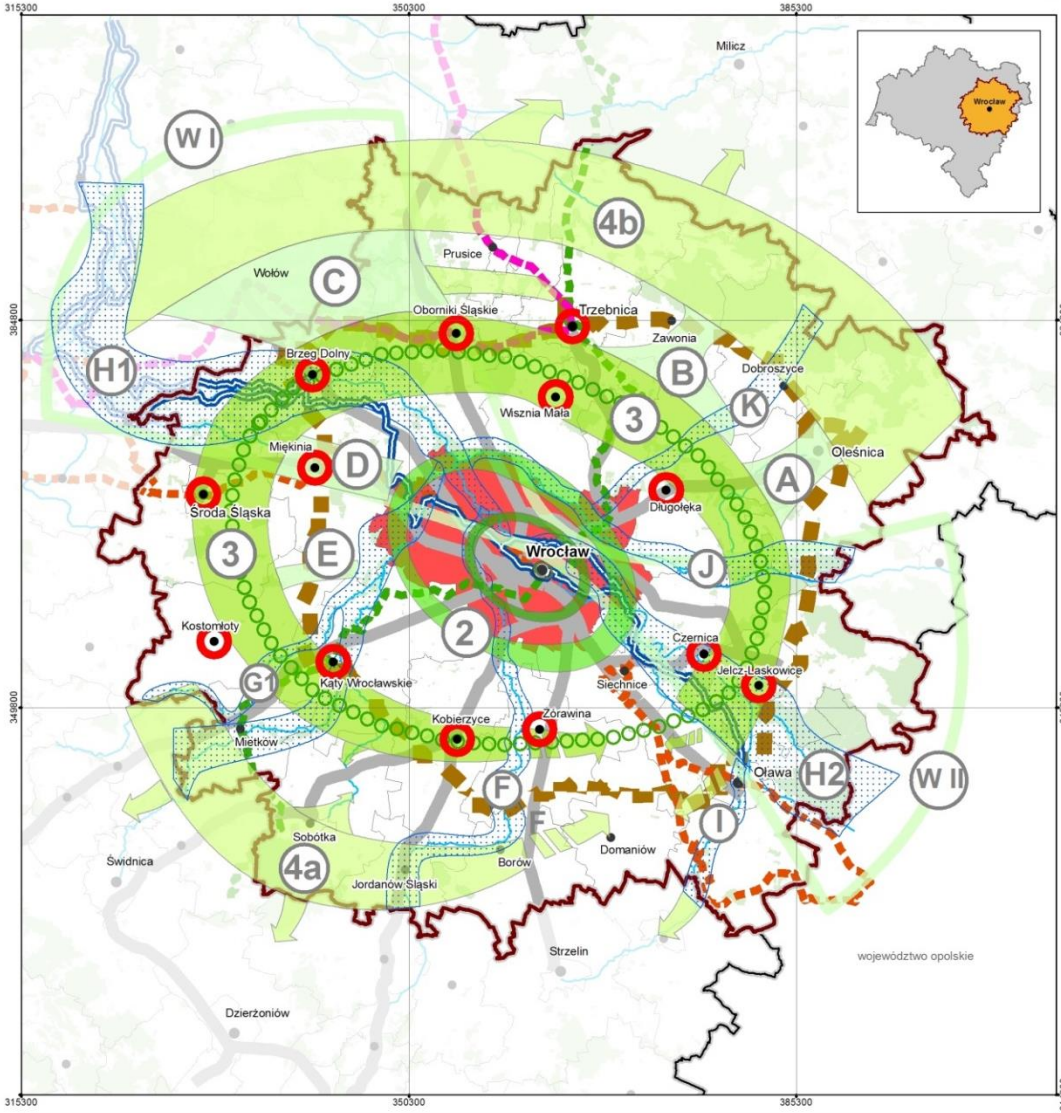 315300
350300
385300
Milicz
Wrocław
W I
4b
Prusice
Wołów
C
Oborniki Śląskie
Trzebnica
384800
Zawonia
Brzeg Dolny
B
H1
Dobroszyce
K
Wisznia Mała
3
Miękinia
D
Oleśnica
A
Środa Śląska
Długołęka
3
E
Wrocław
J
Kostomłoty
2
Czernica
Kąty Wrocławskie
Siechnice
Jelcz-Laskowice
G1
349800
Mietków
Kobierzyce
Żórawina
Oława
H2
W II
F
F
I
Sobótka
Domaniów
Świdnica
4a
Borów
Jordanów Śląski
Strzelin
województwo opolskie
Dzierżoniów
315300
350300
385300